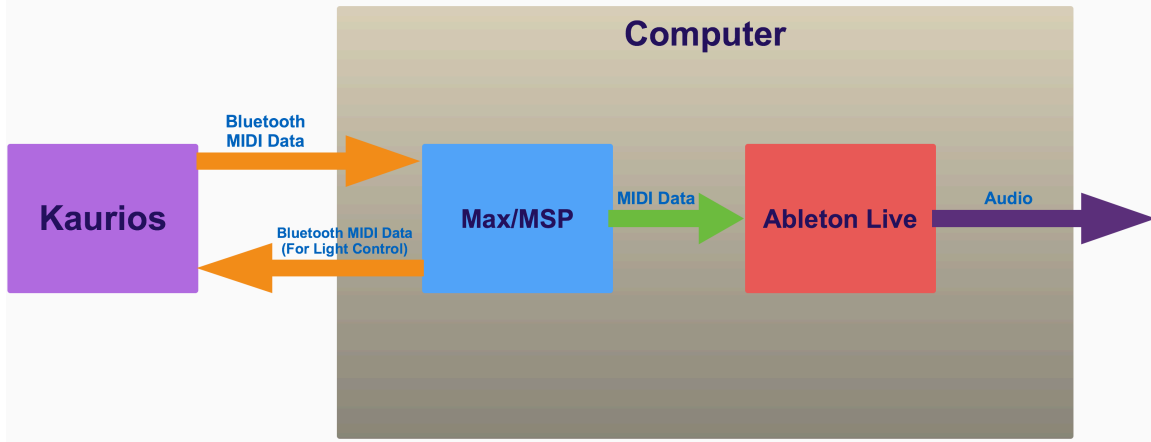 Computer
Bluetooth
MIDI Data
Kaurios
Bluetooth MIDI Data
(For Light Control)
Max/MSP
MIDI Data
Ableton Live
Audio